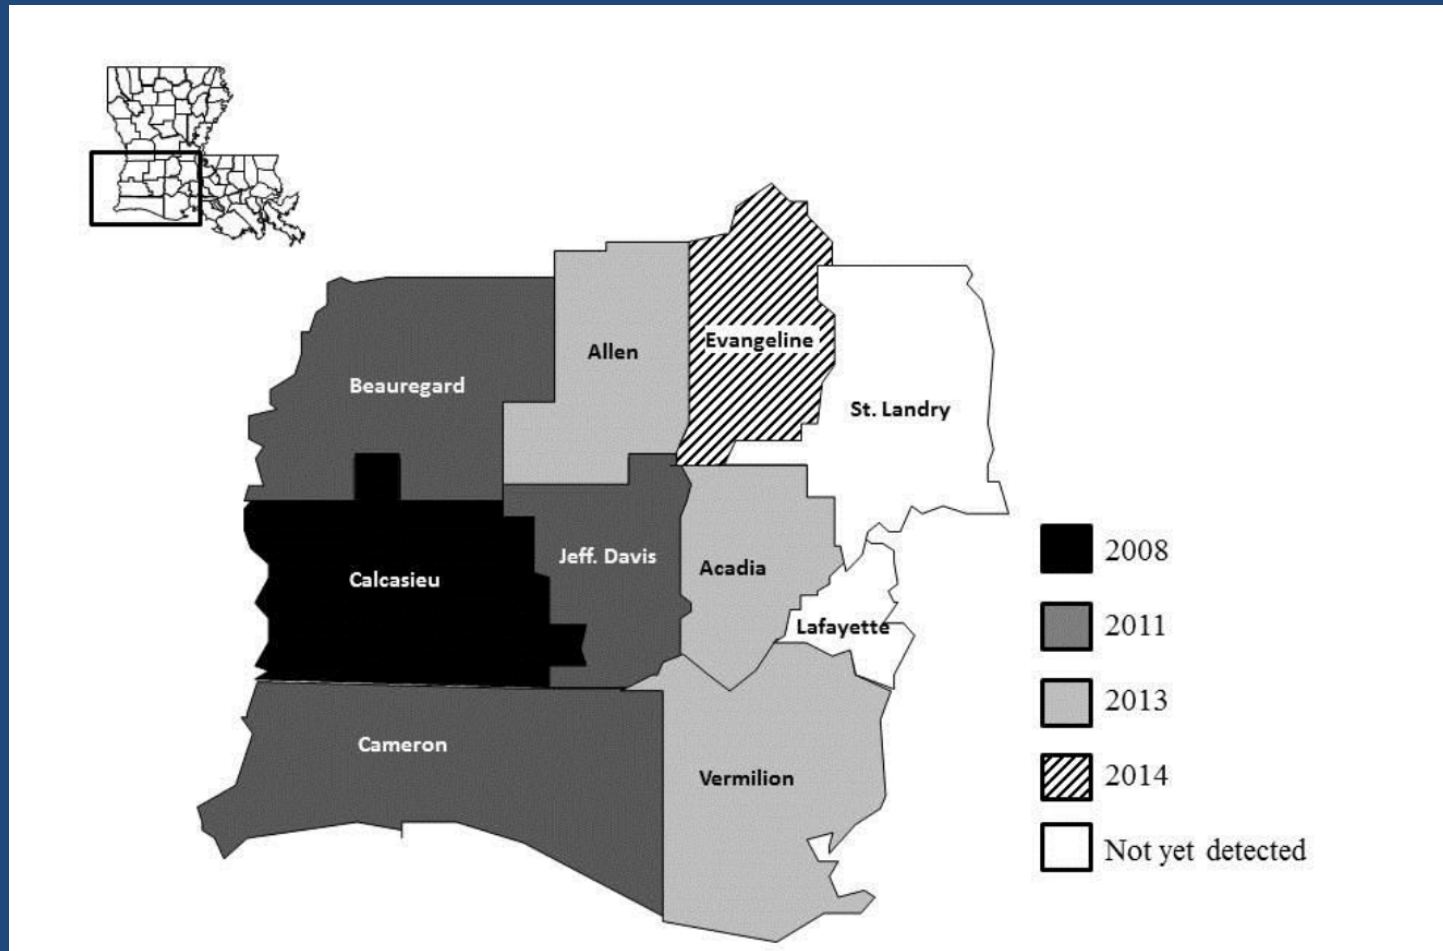 Evangeline
Allen
Beauregard
St. Landry
Jeff. Davis
Acadia
Calcasieu
Lafayette
Cameron
Vermilion
2008
2011
2013
2014
Not yet detected